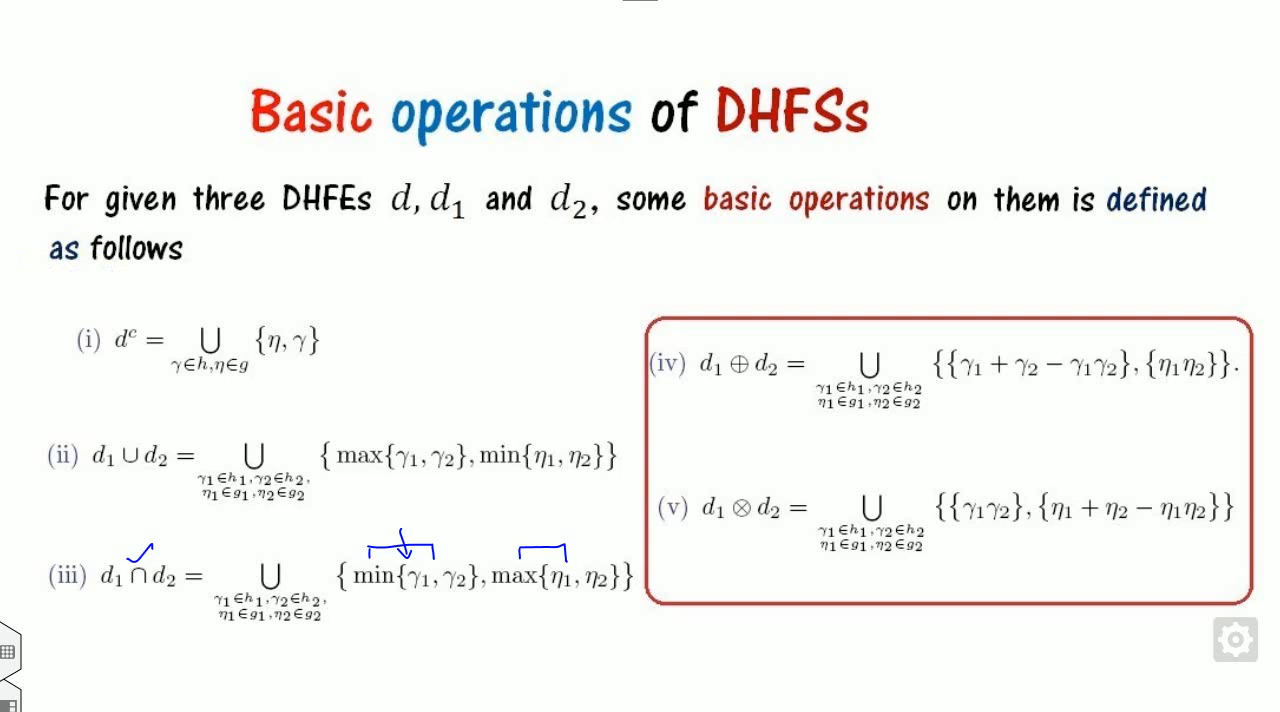 Basic operations of DHFSs
For given three DHFEs d, d₁ and d₂, some basic operations on them is defined
as follows
(i) dᶜ = ⋃ {η, γ}
γ∈h,η∈g
(ii) d₁ ∪ d₂ = ⋃ { max{γ₁, γ₂}, min{η₁, η₂}}
γ₁∈h₁,γ₂∈h₂,
η₁∈g₁,η₂∈g₂
(iii) d₁ ∩ d₂ = ⋃ { min{γ₁, γ₂}, max{η₁, η₂}}
γ₁∈h₁,γ₂∈h₂,
η₁∈g₁,η₂∈g₂
(iv) d₁ ⊕ d₂ = ⋃ {{γ₁ + γ₂ − γ₁γ₂}, {η₁η₂}}.
γ₁∈h₁,γ₂∈h₂
η₁∈g₁,η₂∈g₂
(v) d₁ ⊗ d₂ = ⋃ {{γ₁γ₂}, {η₁ + η₂ − η₁η₂}}
γ₁∈h₁,γ₂∈h₂
η₁∈g₁,η₂∈g₂